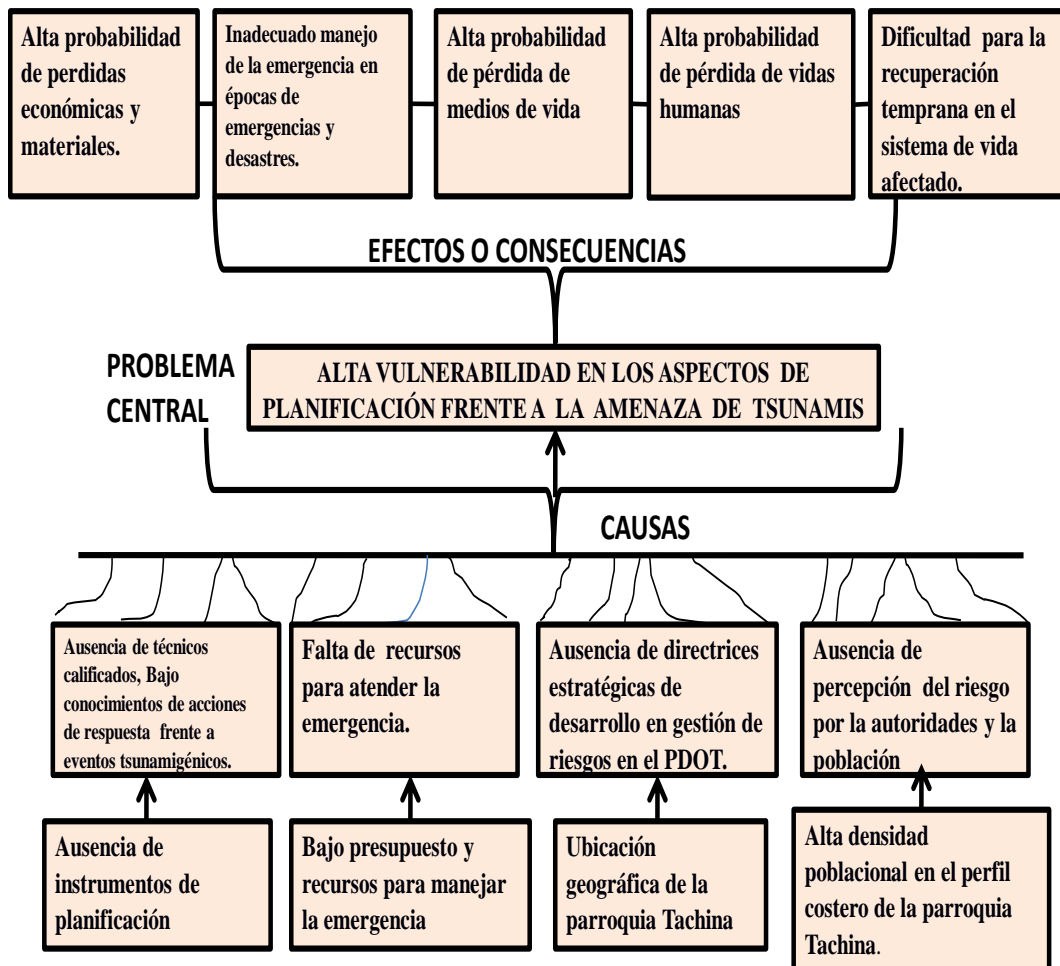 Alta probabilidad
de perdidas
económicas y
materiales.
Inadecuado manejo
de la emergencia en
épocas de
emergencias y
desastres.
Alta probabilidad
de pérdida de
medios de vida
Alta probabilidad
de pérdida de vidas
humanas
Dificultad para la
recuperación
temprana en el
sistema de vida
afectado.
EFECTOS O CONSECUENCIAS
PROBLEMA
CENTRAL
ALTA VULNERABILIDAD EN LOS ASPECTOS DE
PLANIFICACIÓN FRENTE A LA AMENAZA DE TSUNAMIS
CAUSAS
Ausencia de técnicos
calificados, Bajo
conocimientos de acciones
de respuesta frente a
eventos tsunamigénicos.
Falta de recursos
para atender la
emergencia.
Ausencia de directrices
estratégicas de
desarrollo en gestión de
riesgos en el PDOT.
Ausencia de
percepción del riesgo
por la autoridades y la
población
Ausencia de
instrumentos de
planificación
Bajo presupuesto y
recursos para manejar
la emergencia
Ubicación
geográfica de la
parroquia Tachina
Alta densidad
poblacional en el perfil
costero de la parroquia
Tachina.